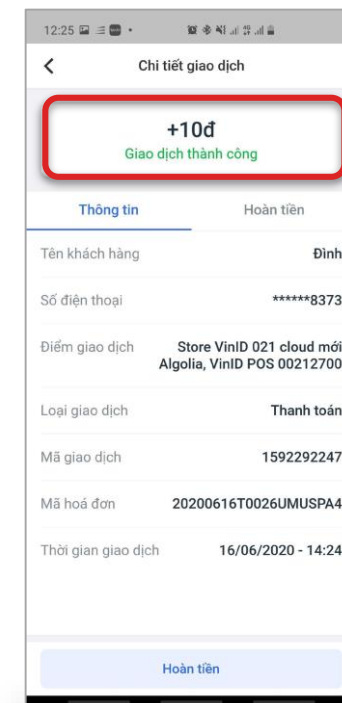 12:25
Chi tiết giao dịch
+10đ
Giao dịch thành công
Thông tin
Hoàn tiền
Tên khách hàng
Đình
Số điện thoại
******8373
Điểm giao dịch
Store VinID 021 cloud mới
Algolia, VinID POS 00212700
Loại giao dịch
Thanh toán
Mã giao dịch
1592292247
Mã hoá đơn
20200616T0026UMUSPA4
Thời gian giao dịch
16/06/2020 - 14:24
Hoàn tiền